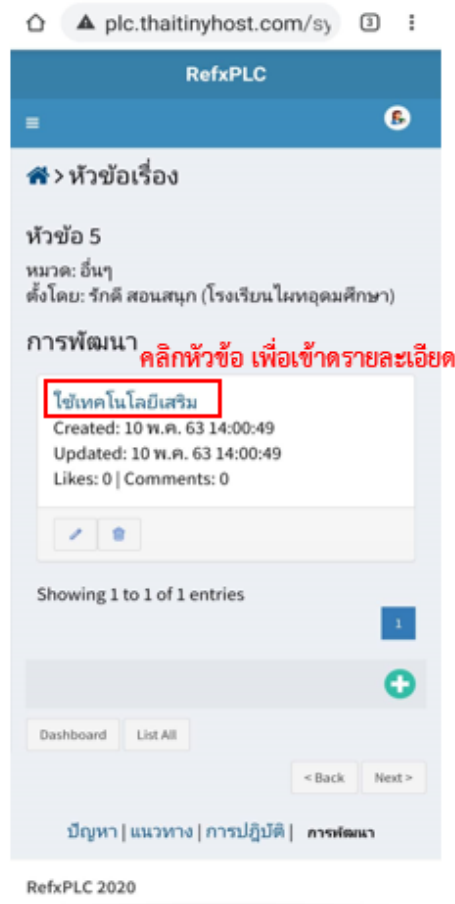 plc.thaitinyhost.com/sy 3
RefxPLC
> หัวข้อเรื่อง
หัวข้อ 5
หมวด: อื่นๆ
ตั้งโดย: รักดี สอนสนุก (โรงเรียนไผทอุดมศึกษา)
การพัฒนา
คลิกหัวข้อ เพื่อเข้าดรายละเอียด
ใช้เทคโนโลยีเสริม
Created: 10 พ.ค. 63 14:00:49
Updated: 10 พ.ค. 63 14:00:49
Likes: 0 | Comments: 0
Showing 1 to 1 of 1 entries
1
Dashboard List All
< Back Next >
ปัญหา | แนวทาง | การปฎิบัติ | การพัฒนา
RefxPLC 2020